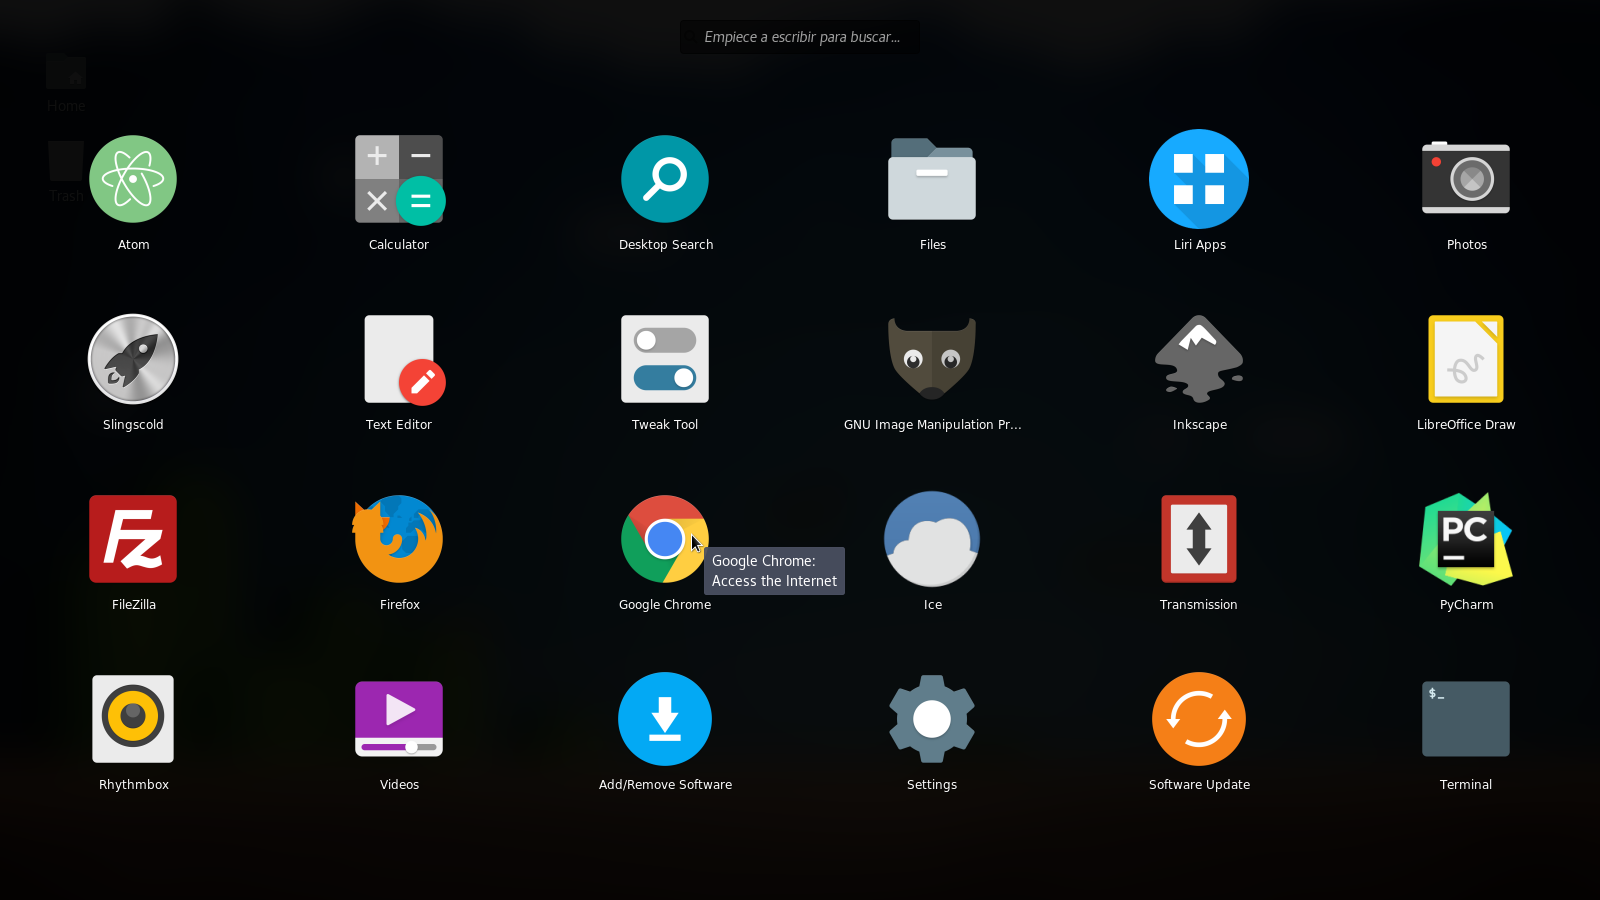 Empiece a escribir para buscar...
Home
Trash
Atom
Calculator
Desktop Search
Files
Liri Apps
Photos
Slingscold
Text Editor
Tweak Tool
GNU Image Manipulation Pr...
Inkscape
LibreOffice Draw
Fz
PC
Google Chrome:
Access the Internet
FileZilla
Firefox
Google Chrome
Ice
Transmission
PyCharm
$_
Rhythmbox
Videos
Add/Remove Software
Settings
Software Update
Terminal